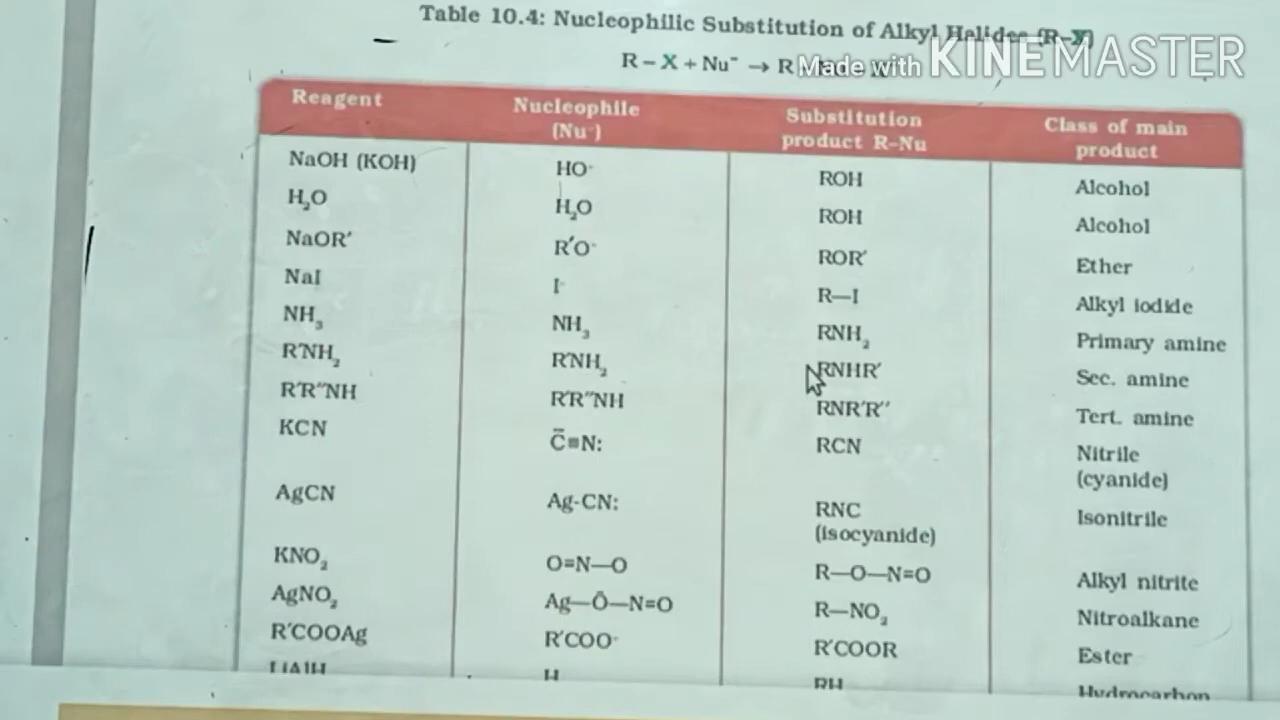 Table 10.4: Nucleophilic Substitution of Alkyl Halides (R–X)
R – X + Nu⁻ → R
Made with KINEMASTER
Reagent Nucleophile (Nu⁻) Substitution product R–Nu Class of main product
NaOH (KOH) HO⁻ ROH Alcohol
H₂O H₂O ROH Alcohol
NaOR′ R′O⁻ ROR′ Ether
NaI I⁻ R—I Alkyl iodide
NH₃ NH₃ RNH₂ Primary amine
R′NH₂ R′NH₂ RNHR′ Sec. amine
R′R″NH R′R″NH RNR′R″ Tert. amine
KCN C̄≡N: RCN Nitrile (cyanide)
AgCN Ag-CN: RNC (isocyanide) Isonitrile
KNO₂ O=N—O R—O—N=O Alkyl nitrite
AgNO₂ Ag—Ö—N=O R—NO₂ Nitroalkane
R′COOAg R′COO⁻ R′COOR Ester
H RH Hydrocarbon